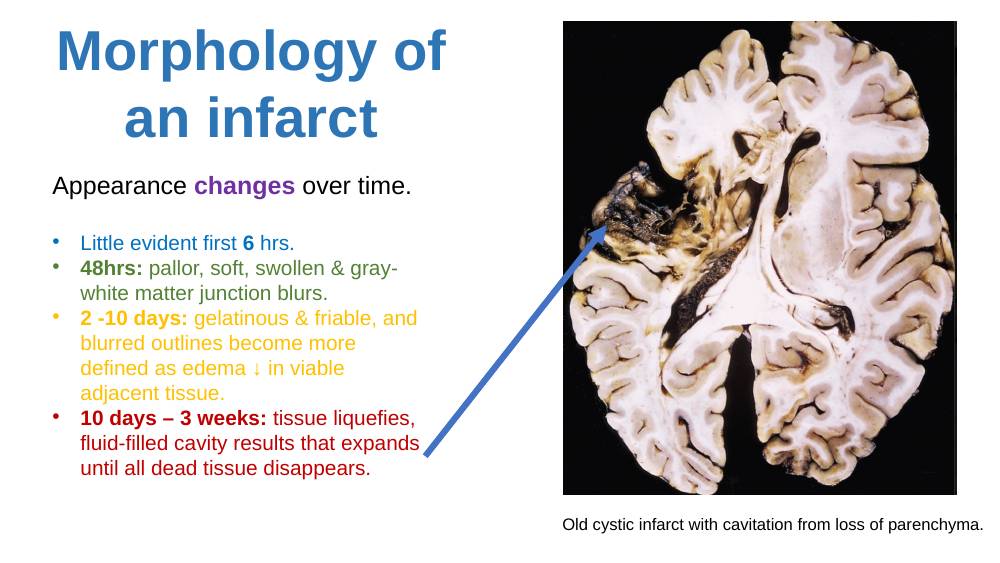 Morphology of
an infarct
Appearance changes over time.
• Little evident first 6 hrs.
• 48hrs: pallor, soft, swollen & gray-
white matter junction blurs.
• 2 -10 days: gelatinous & friable, and
blurred outlines become more
defined as edema ↓ in viable
adjacent tissue.
• 10 days – 3 weeks: tissue liquefies,
fluid-filled cavity results that expands
until all dead tissue disappears.
Old cystic infarct with cavitation from loss of parenchyma.